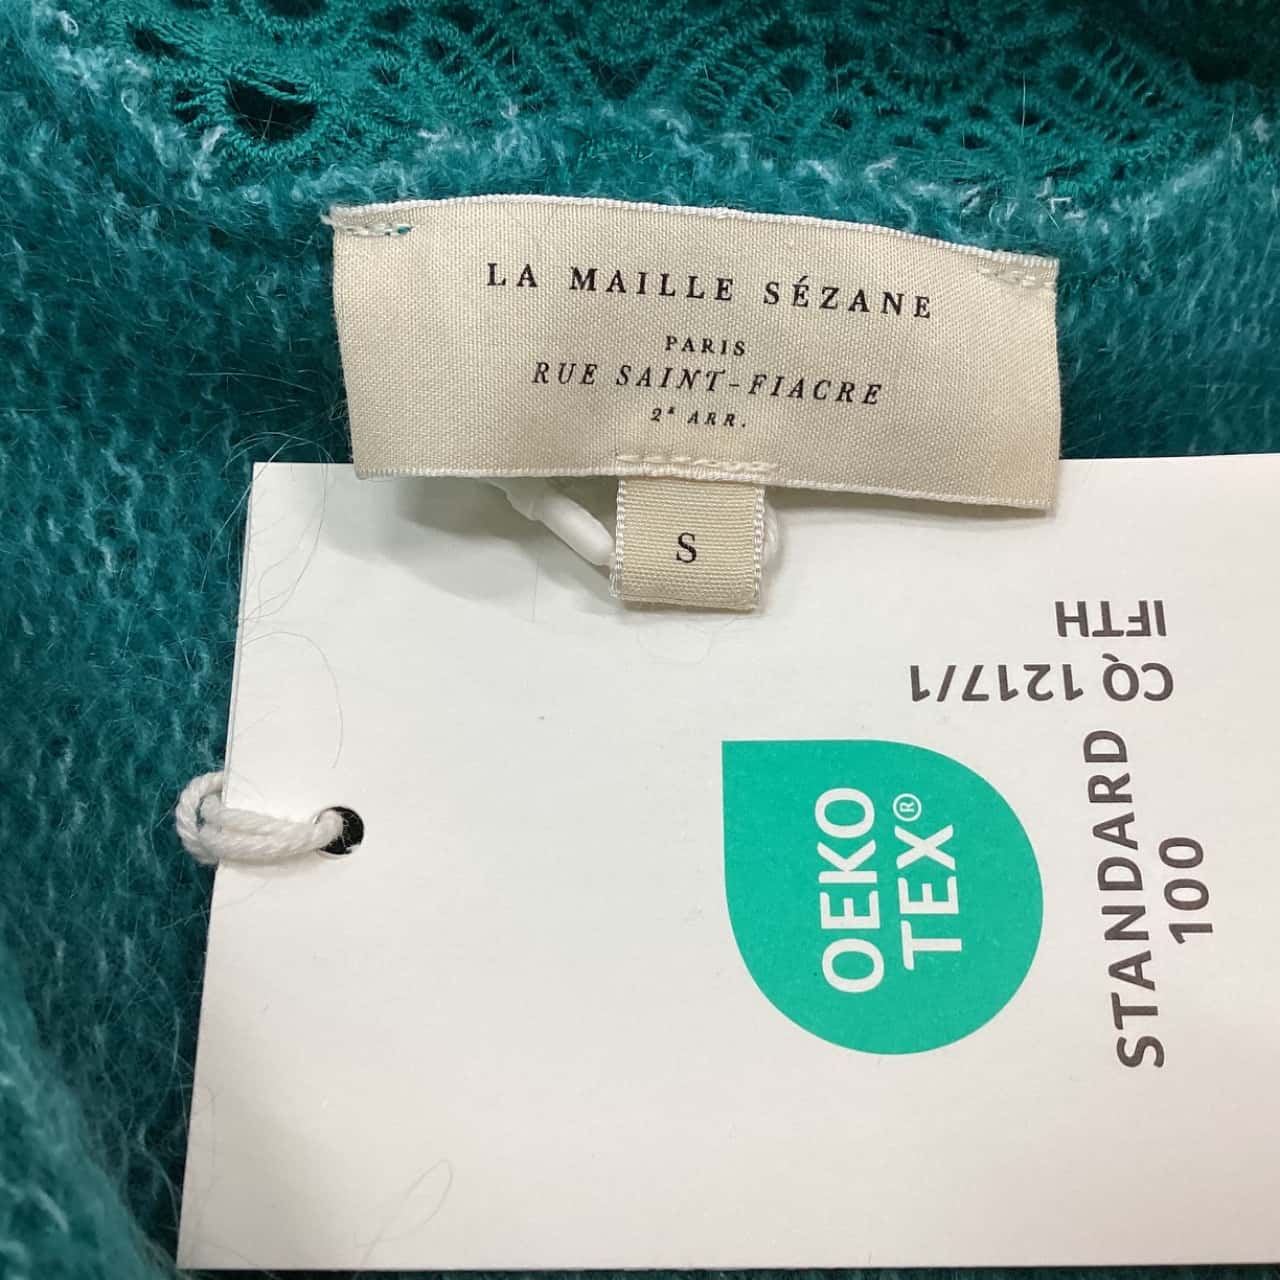 LA MAILLE SÉZANE
PARIS
RUE SAINT-FIACRE
2e ARR.
S
OEKO
TEX®
STANDARD
100
CQ 1217/1
IFTH